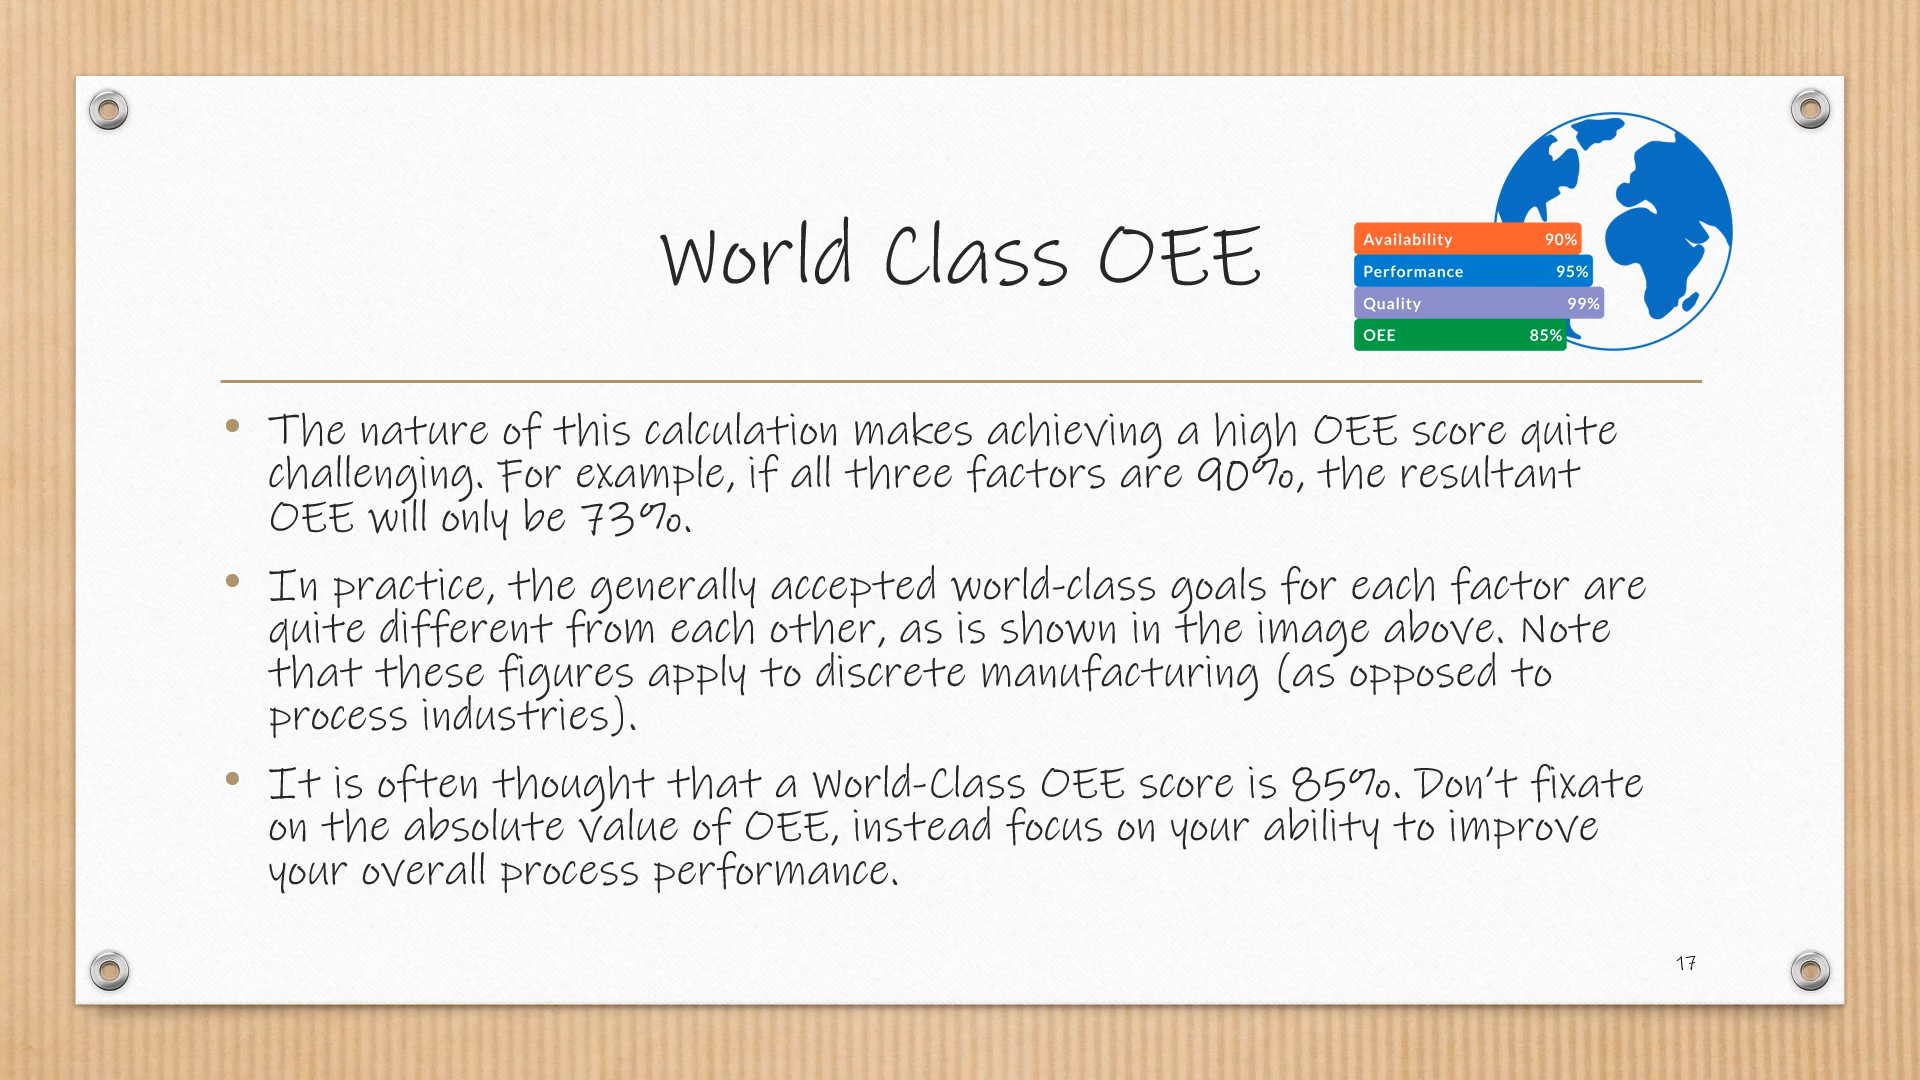 World Class OEE
Availability 90%
Performance 95%
Quality 99%
OEE 85%
• The nature of this calculation makes achieving a high OEE score quite
challenging. For example, if all three factors are 90%, the resultant
OEE will only be 73%.
• In practice, the generally accepted world-class goals for each factor are
quite different from each other, as is shown in the image above. Note
that these figures apply to discrete manufacturing (as opposed to
process industries).
• It is often thought that a World-Class OEE score is 85%. Don't fixate
on the absolute value of OEE, instead focus on your ability to improve
your overall process performance.
17